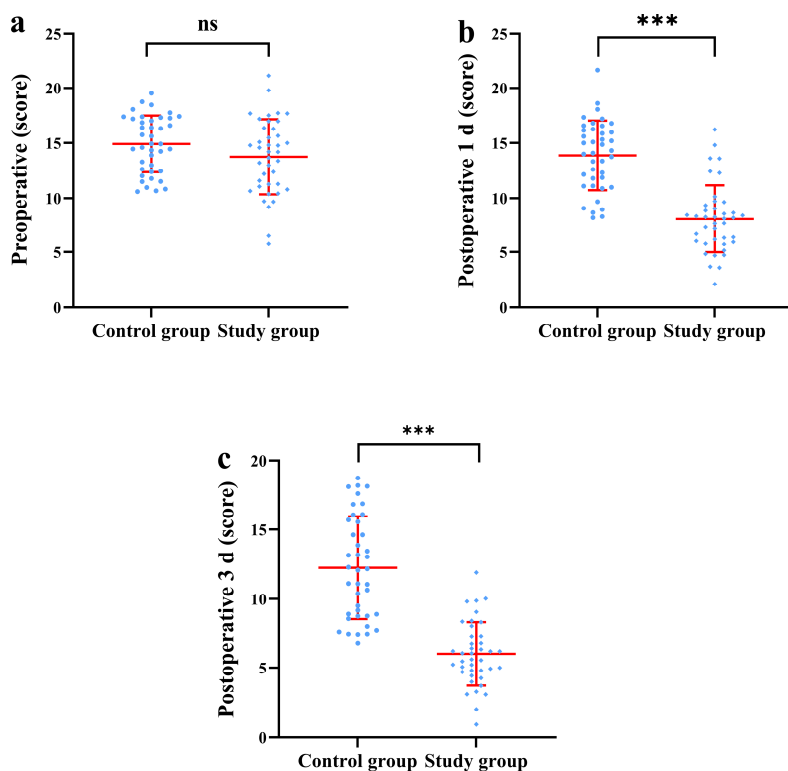 a
ns
Preoperative (score)
25
20
15
10
5
0
Control group Study group
b
***
Postoperative 1 d (score)
25
20
15
10
5
0
Control group Study group
c
***
Postoperative 3 d (score)
20
15
10
5
0
Control group Study group